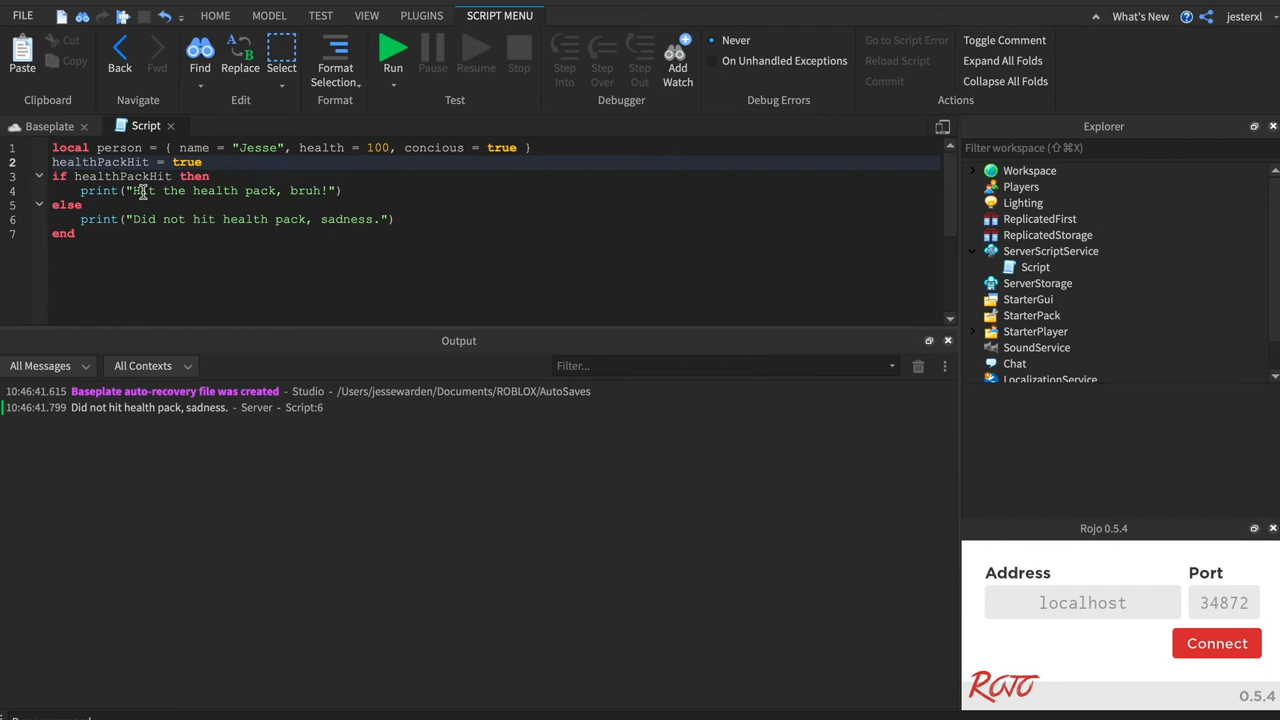 FILE HOME MODEL TEST VIEW PLUGINS SCRIPT MENU What's New jesterxl
Paste Cut Copy
Back Fwd
Find Replace Select
Format Selection
Run Pause Resume Stop
Step Into Step Over Step Out Add Watch
Never
On Unhandled Exceptions
Go to Script Error
Reload Script
Commit
Toggle Comment
Expand All Folds
Collapse All Folds
Clipboard Navigate Edit Format Test Debugger Debug Errors Actions
Baseplate Script
1 local person = { name = "Jesse", health = 100, concious = true }
2 healthPackHit = true
3 if healthPackHit then
4 print("Hit the health pack, bruh!")
5 else
6 print("Did not hit health pack, sadness.")
7 end
Output
All Messages All Contexts Filter...
10:46:41.615 Baseplate auto-recovery file was created - Studio - /Users/jessewarden/Documents/ROBLOX/AutoSaves
10:46:41.799 Did not hit health pack, sadness. - Server - Script:6
Explorer
Filter workspace (⇧⌘X)
Workspace
Players
Lighting
ReplicatedFirst
ReplicatedStorage
ServerScriptService
Script
ServerStorage
StarterGui
StarterPack
StarterPlayer
SoundService
Chat
LocalizationService
Rojo 0.5.4
Address Port
localhost 34872
Connect
ROJO 0.5.4